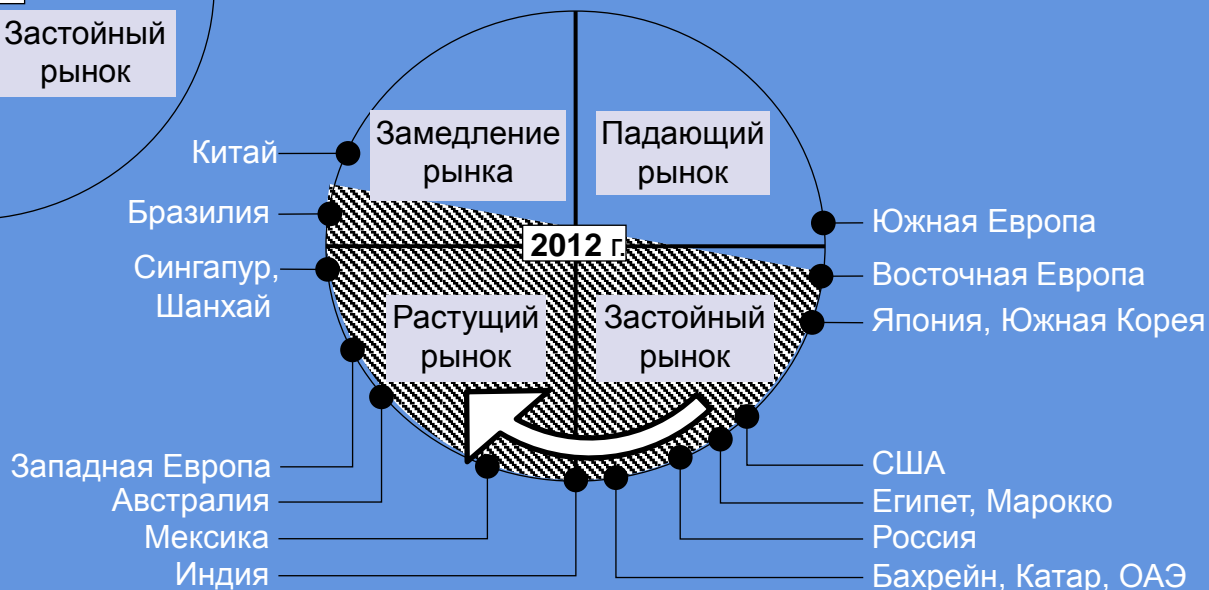 Застойный
рынок
Замедление
рынка
Падающий
рынок
Китай
Бразилия
Сингапур,
Шанхай
2012 г.
Южная Европа
Восточная Европа
Япония, Южная Корея
Растущий
рынок
Застойный
рынок
Западная Европа
Австралия
Мексика
Индия
США
Египет, Марокко
Россия
Бахрейн, Катар, ОАЭ